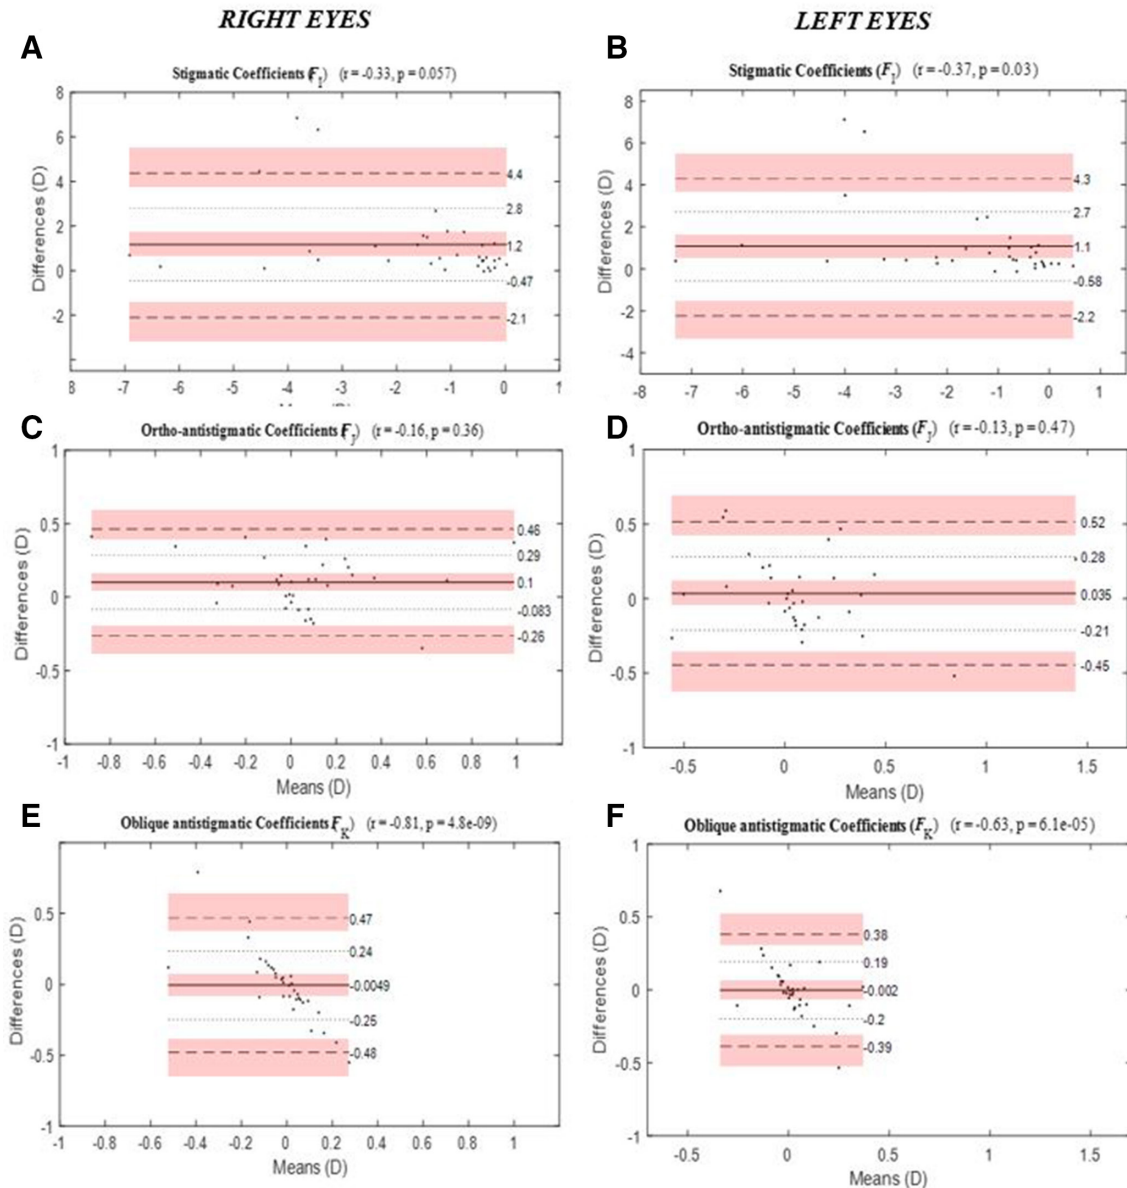 RIGHT EYES
LEFT EYES
A
B
Stigmatic Coefficients (F_I) (r = -0.33, p = 0.057)
Stigmatic Coefficients (F_I) (r = -0.37, p = 0.03)
Differences (D)
8
6
4
2
0
-2
4.4
2.8
1.2
-0.47
-2.1
8 -7 -6 -5 -4 -3 -2 -1 0 1
Differences (D)
8
6
4
2
0
-2
-4
4.3
2.7
1.1
-0.58
-2.2
-8 -7 -6 -5 -4 -3 -2 -1 0 1
C
D
Ortho-antistigmatic Coefficients (F_J) (r = -0.16, p = 0.36)
Ortho-antistigmatic Coefficients (F_J) (r = -0.13, p = 0.47)
Differences (D)
1
0.5
0
-0.5
-1
0.46
0.29
0.1
-0.083
-0.26
-1 -0.8 -0.6 -0.4 -0.2 0 0.2 0.4 0.6 0.8 1
Means (D)
Differences (D)
1
0.5
0
-0.5
-1
0.52
0.28
0.035
-0.21
-0.45
-0.5 0 0.5 1 1.5
Means (D)
E
F
Oblique antistigmatic Coefficients F_K) (r = -0.81, p = 4.8e-09)
Oblique antistigmatic Coefficients (F_K) (r = -0.63, p = 6.1e-05)
Differences (D)
0.5
0
-0.5
-1
0.47
0.24
-0.0049
-0.25
-0.48
-1 -0.8 -0.6 -0.4 -0.2 0 0.2 0.4 0.6 0.8 1
Means (D)
Differences (D)
1
0.5
0
-0.5
-1
0.38
0.19
-0.002
-0.2
-0.39
-0.5 0 0.5 1 1.5
Means (D)